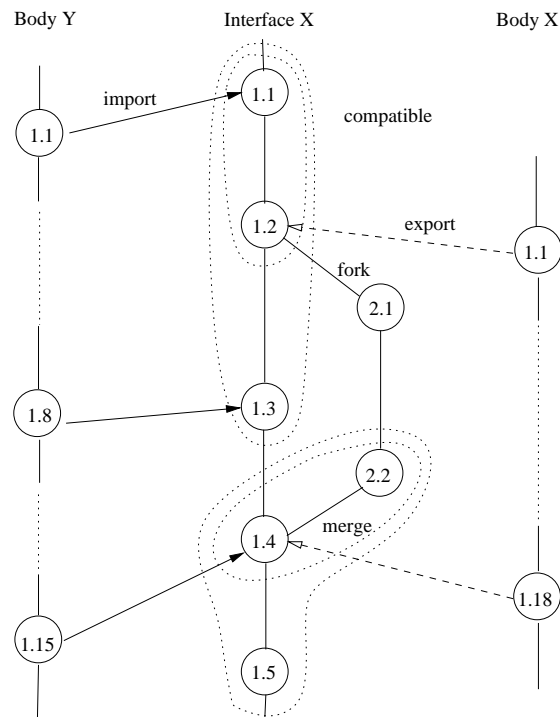 Body Y
Interface X
Body X
import
1.1
compatible
1.1
1.2
export
1.1
fork
2.1
1.8
1.3
2.2
merge
1.4
1.18
1.15
1.5